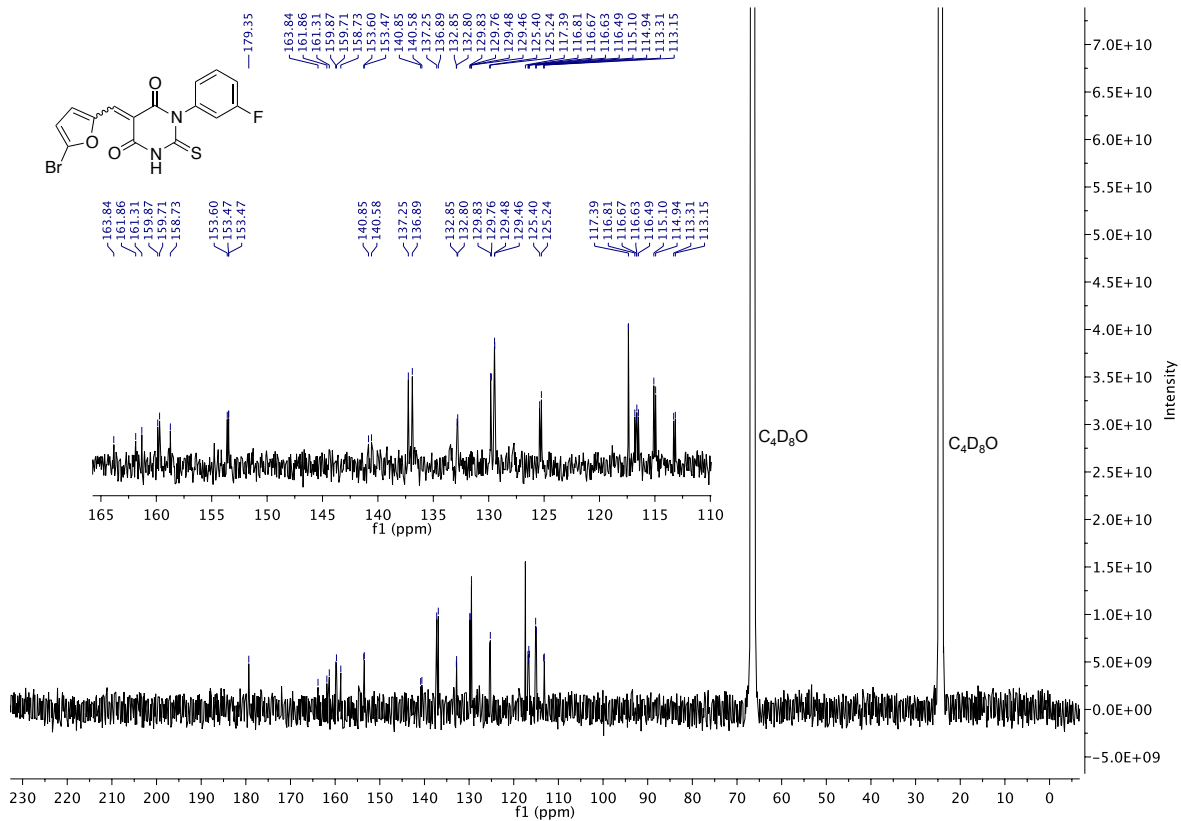 179.35
163.84
161.86
161.31
159.87
159.71
158.73
153.60
153.47
140.85
140.58
137.25
136.89
132.85
132.80
129.83
129.76
129.48
129.46
125.40
125.24
117.39
116.81
116.67
116.63
116.49
115.10
114.94
113.31
113.15
O
N
F
O
O
N
H
S
Br
163.84
161.86
161.31
159.87
159.71
158.73
153.60
153.47
153.47
140.85
140.58
137.25
136.89
132.85
132.80
129.83
129.76
129.48
129.46
125.40
125.24
117.39
116.81
116.67
116.63
116.49
115.10
114.94
113.31
113.15
165 160 155 150 145 140 135 130 125 120 115 110
f1 (ppm)
C4D8O
C4D8O
7.0E+10
6.5E+10
6.0E+10
5.5E+10
5.0E+10
4.5E+10
4.0E+10
3.5E+10
3.0E+10
2.5E+10
2.0E+10
1.5E+10
1.0E+10
5.0E+09
0.0E+00
-5.0E+09
Intensity
230 220 210 200 190 180 170 160 150 140 130 120 110 100 90 80 70 60 50 40 30 20 10 0
f1 (ppm)